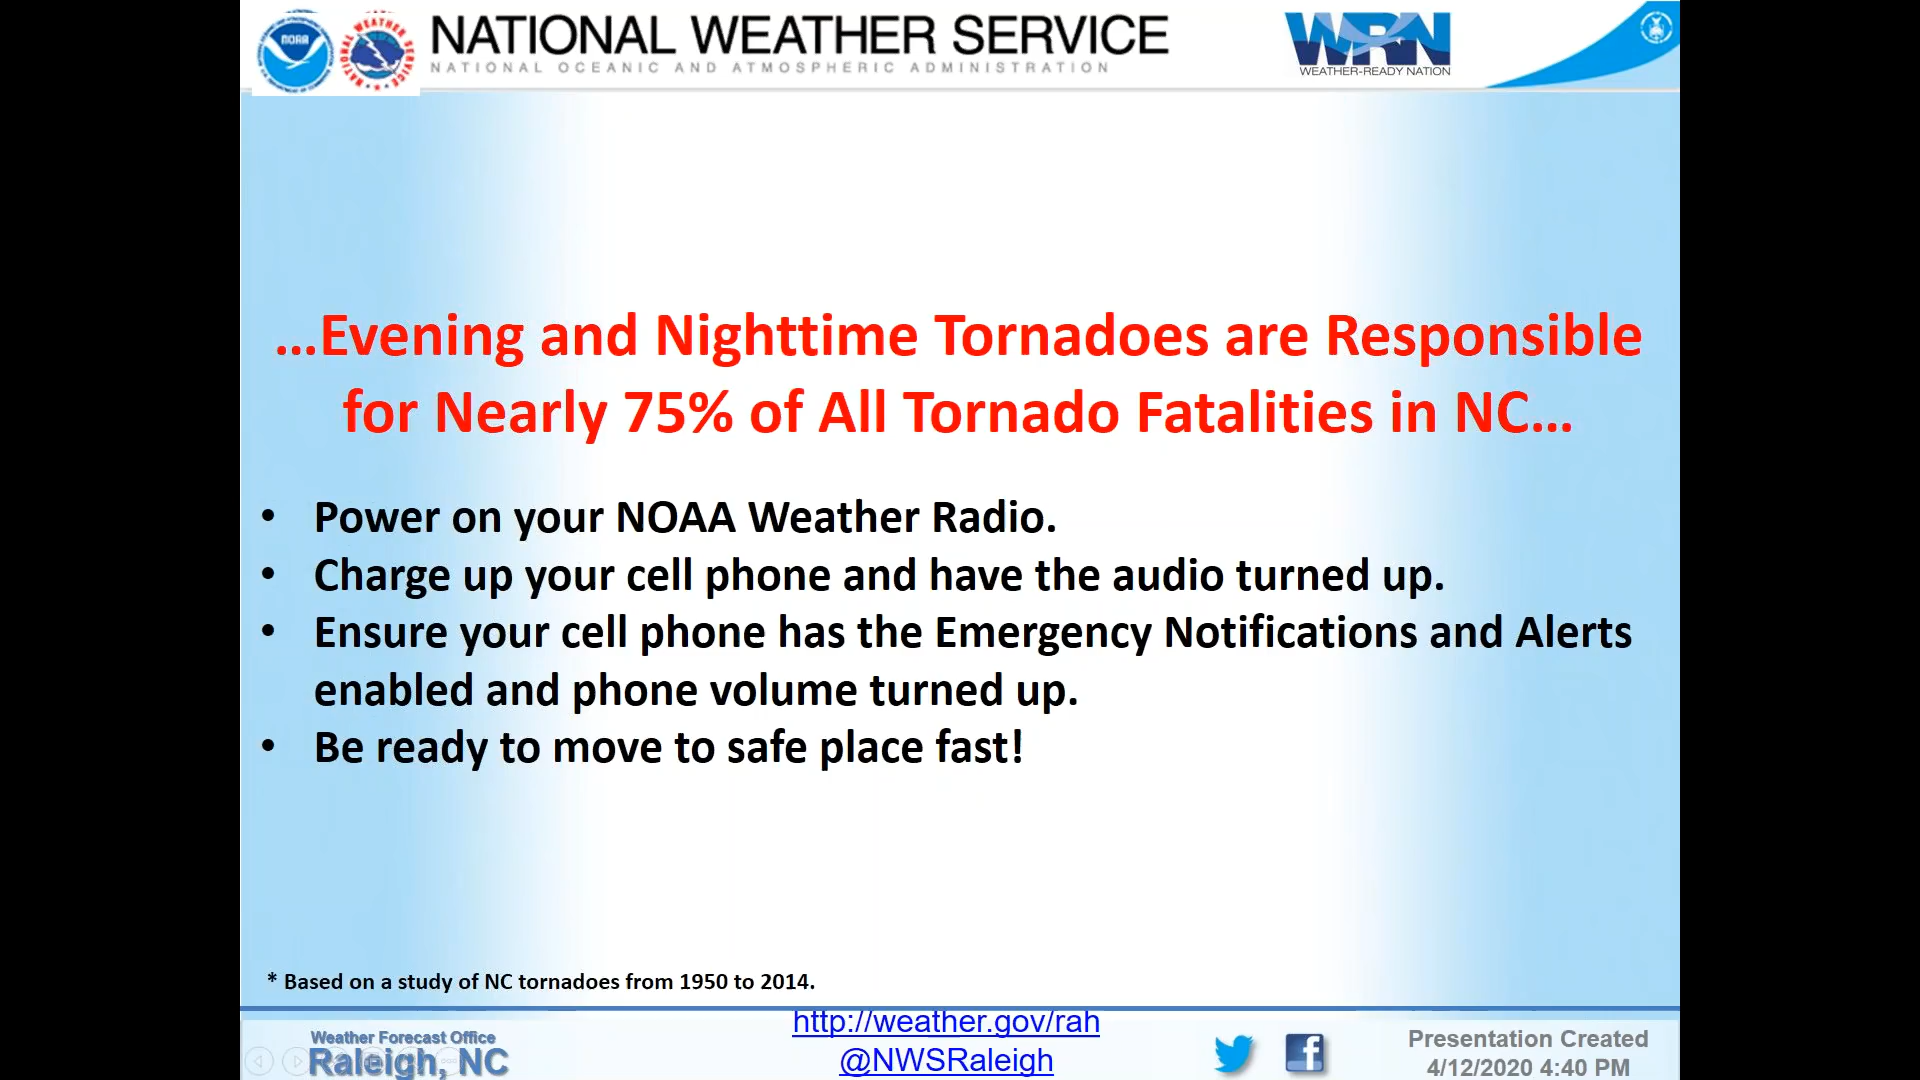 NOAA
NATIONAL WEATHER SERVICE
NATIONAL OCEANIC AND ATMOSPHERIC ADMINISTRATION
WRN
WEATHER-READY NATION
...Evening and Nighttime Tornadoes are Responsible
for Nearly 75% of All Tornado Fatalities in NC...
• Power on your NOAA Weather Radio.
• Charge up your cell phone and have the audio turned up.
• Ensure your cell phone has the Emergency Notifications and Alerts
enabled and phone volume turned up.
• Be ready to move to safe place fast!
* Based on a study of NC tornadoes from 1950 to 2014.
Weather Forecast Office
Raleigh, NC
http://weather.gov/rah
@NWSRaleigh
Presentation Created
4/12/2020 4:40 PM